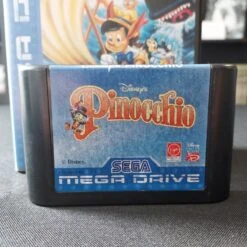 Disney's
Pinocchio
© Disney
SEGA
MEGA DRIVE